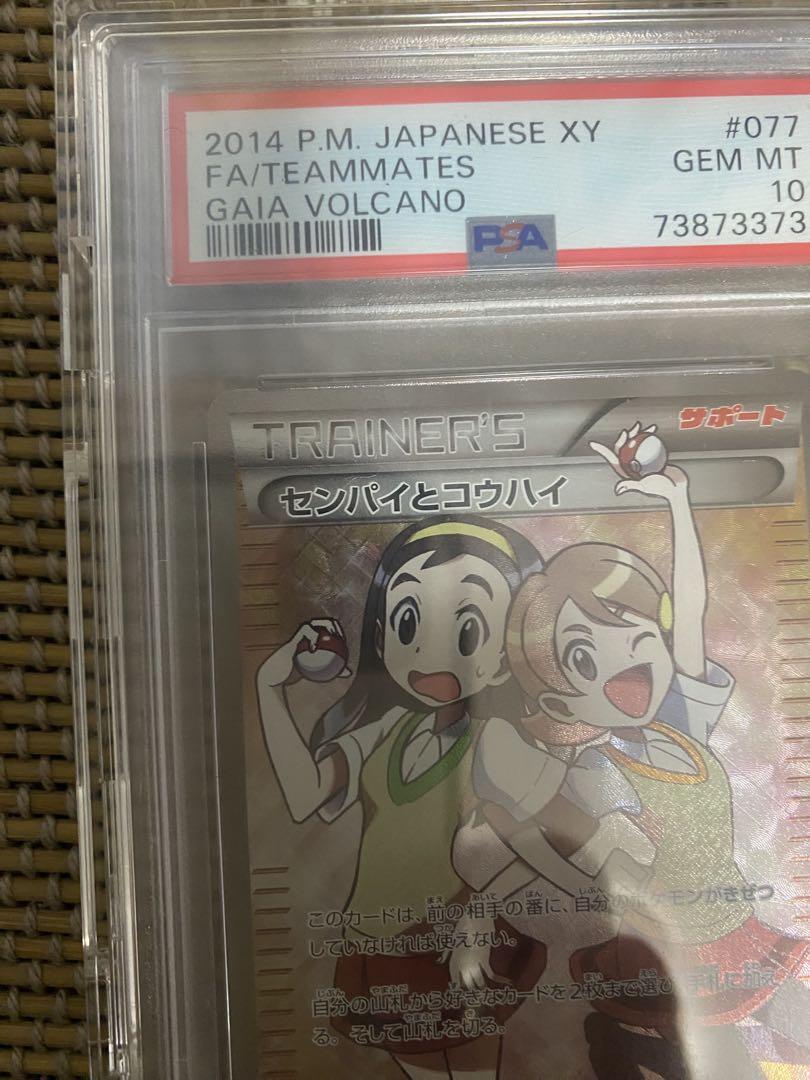 2014 P.M. JAPANESE XY #077
FA/TEAMMATES GEM MT
GAIA VOLCANO 10
PSA 73873373
TRAINER'S サポート
センパイとコウハイ
このカードは、前の相手の番に、自分のポケモンがきぜつ
していなければ使えない。
自分の山札から好きなカードを2枚まで選び、手札に加え
る。そして山札を切る。